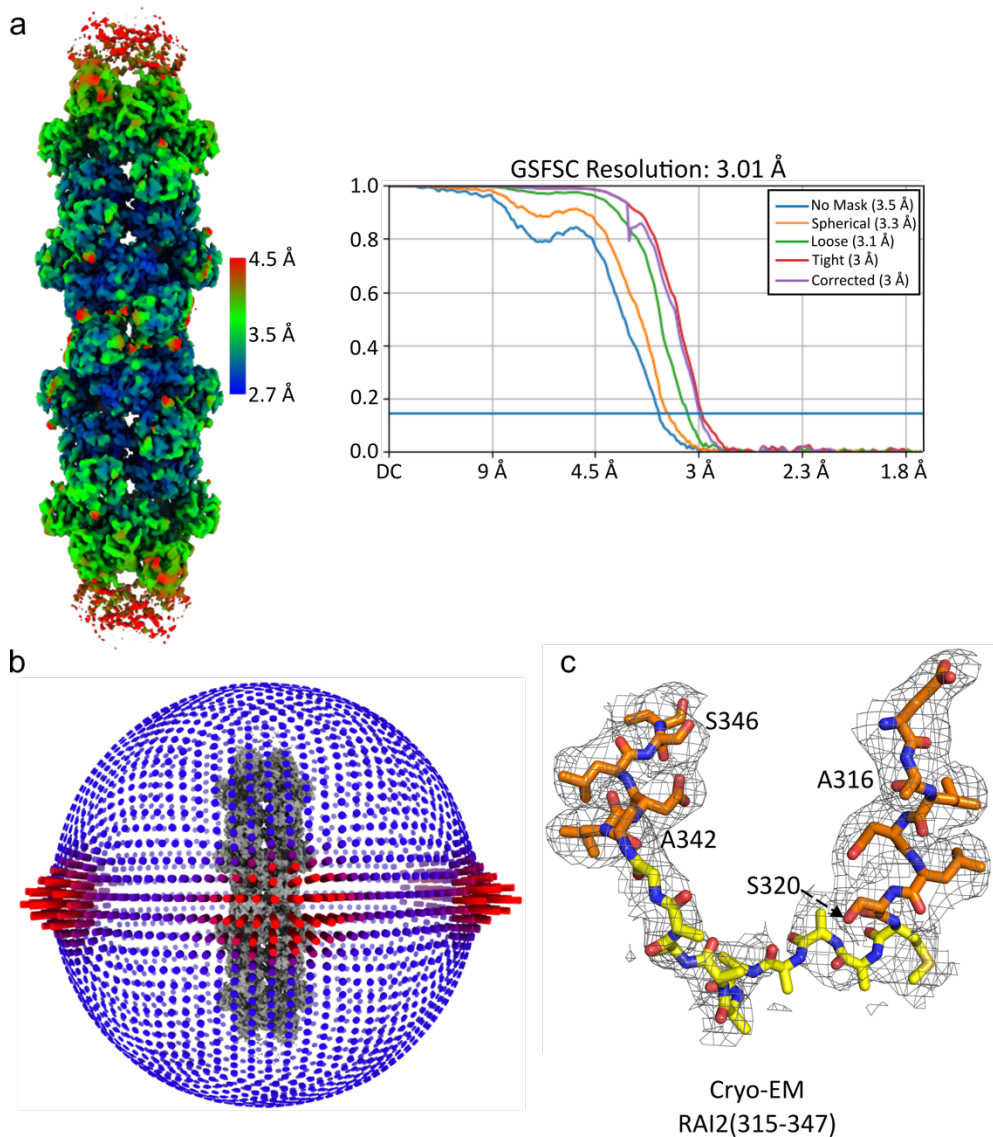 a
4.5 Å
3.5 Å
2.7 Å
GSFSC Resolution: 3.01 Å
1.0
0.8
0.6
0.4
0.2
0.0
No Mask (3.5 Å)
Spherical (3.3 Å)
Loose (3.1 Å)
Tight (3 Å)
Corrected (3 Å)
DC
9 Å
4.5 Å
3 Å
2.3 Å
1.8 Å
b
c
S346
A316
A342
S320
Cryo-EM
RAI2(315-347)